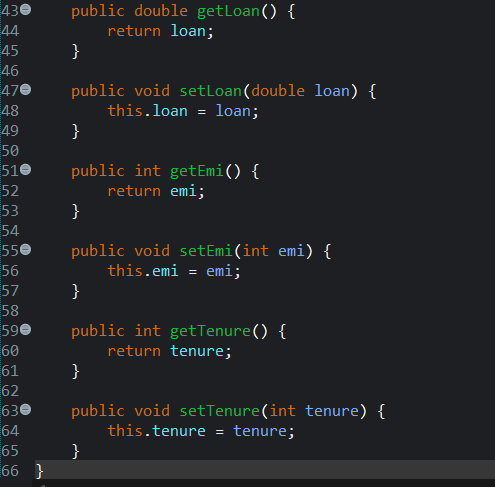 43 public double getLoan() {
44 return loan;
45 }
46
47 public void setLoan(double loan) {
48 this.loan = loan;
49 }
50
51 public int getEmi() {
52 return emi;
53 }
54
55 public void setEmi(int emi) {
56 this.emi = emi;
57 }
58
59 public int getTenure() {
60 return tenure;
61 }
62
63 public void setTenure(int tenure) {
64 this.tenure = tenure;
65 }
66 }